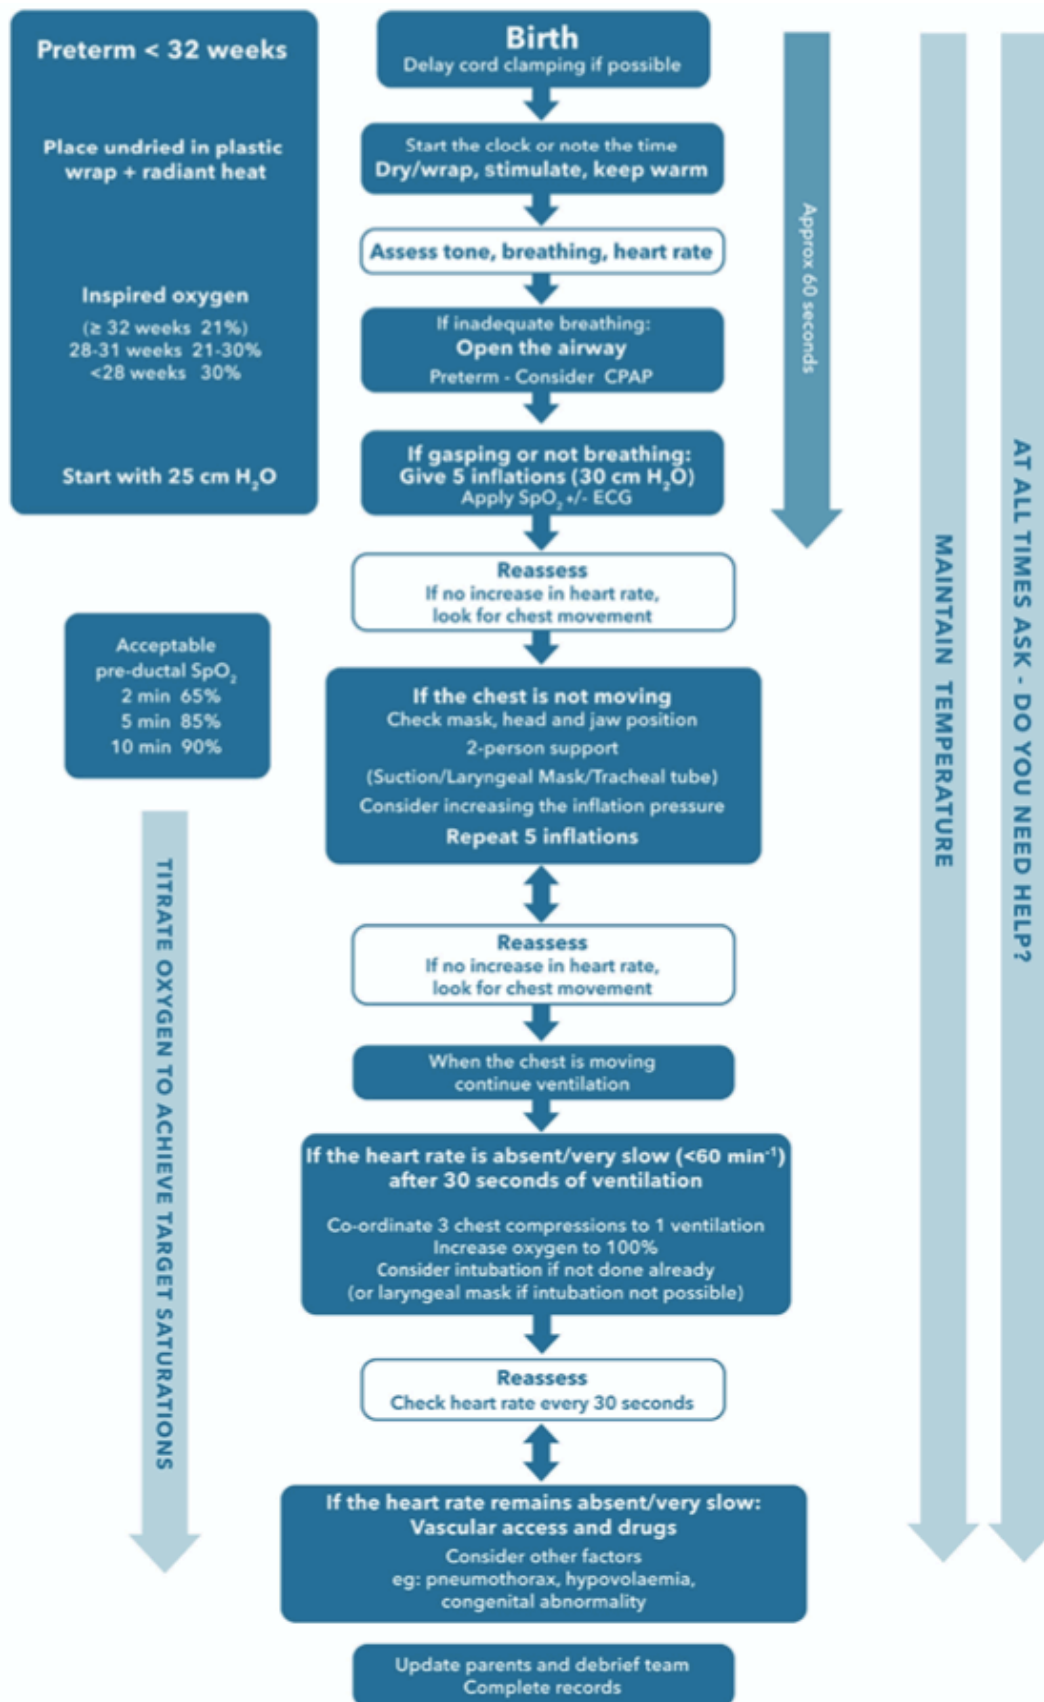 Preterm < 32 weeks
Place undried in plastic
wrap + radiant heat
Inspired oxygen
(≥ 32 weeks 21%)
28-31 weeks 21-30%
<28 weeks 30%
Start with 25 cm H₂O
Birth
Delay cord clamping if possible
Start the clock or note the time
Dry/wrap, stimulate, keep warm
Assess tone, breathing, heart rate
If inadequate breathing:
Open the airway
Preterm - Consider CPAP
If gasping or not breathing:
Give 5 inflations (30 cm H₂O)
Apply SpO₂ +/- ECG
Reassess
If no increase in heart rate,
look for chest movement
If the chest is not moving
Check mask, head and jaw position
2-person support
(Suction/Laryngeal Mask/Tracheal tube)
Consider increasing the inflation pressure
Repeat 5 inflations
Reassess
If no increase in heart rate,
look for chest movement
When the chest is moving
continue ventilation
If the heart rate is absent/very slow (<60 min⁻¹)
after 30 seconds of ventilation
Co-ordinate 3 chest compressions to 1 ventilation
Increase oxygen to 100%
Consider intubation if not done already
(or laryngeal mask if intubation not possible)
Reassess
Check heart rate every 30 seconds
If the heart rate remains absent/very slow:
Vascular access and drugs
Consider other factors
eg: pneumothorax, hypovolaemia,
congenital abnormality
Update parents and debrief team
Complete records
Acceptable
pre-ductal SpO₂
2 min 65%
5 min 85%
10 min 90%
TITRATE OXYGEN TO ACHIEVE TARGET SATURATIONS
Approx 60 seconds
MAINTAIN TEMPERATURE
AT ALL TIMES ASK - DO YOU NEED HELP?